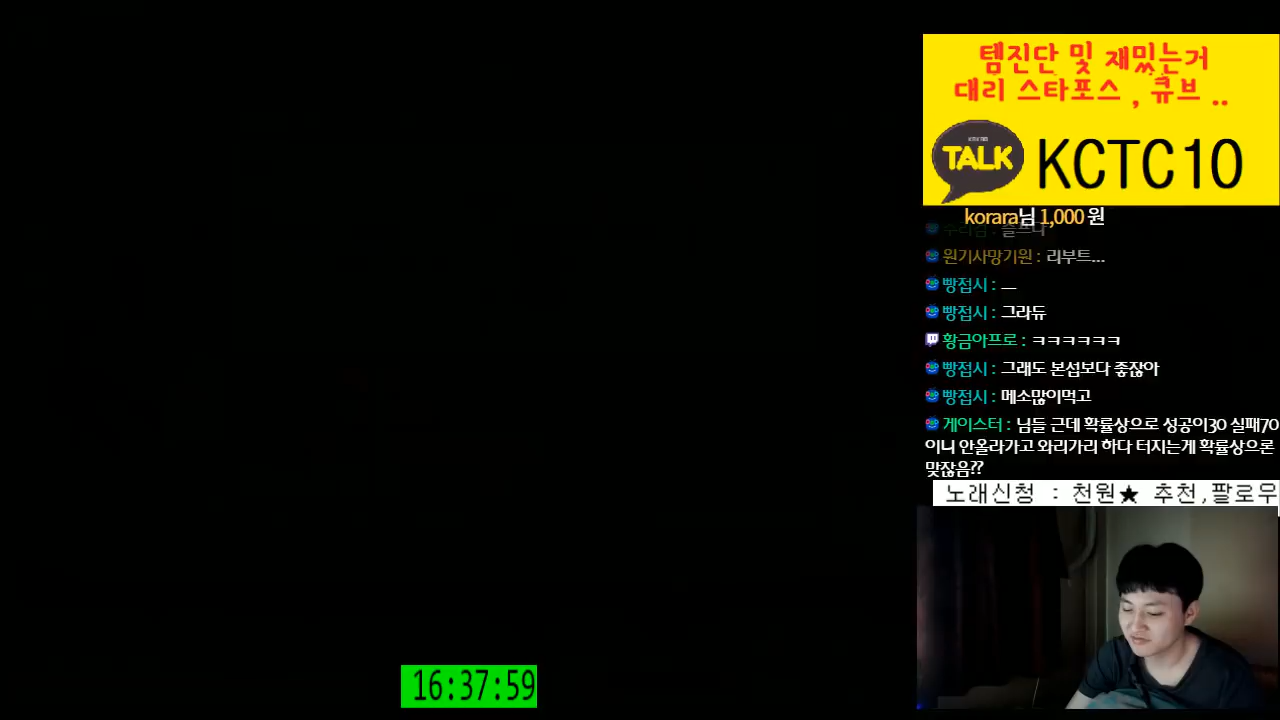 템진단 및 재밌는거
대리 스타포스 , 큐브 ..
TALK KCTC10
korara님 1,000 원
슬프다
원기사망기원 : 리부트...
빵접시 : ㅡ
빵접시 : 그라듀
황금아프로 : ㅋㅋㅋㅋㅋㅋ
빵접시 : 그래도 본섭보다 좋잖아
빵접시 : 메소많이먹고
게이스터 : 님들 근데 확률상으로 성공이30 실패70
이니 안올라가고 와리가리 하다 터지는게 확률상으론
맞잖음??
노래신청 : 천원★ 추천,팔로우
16:37:59